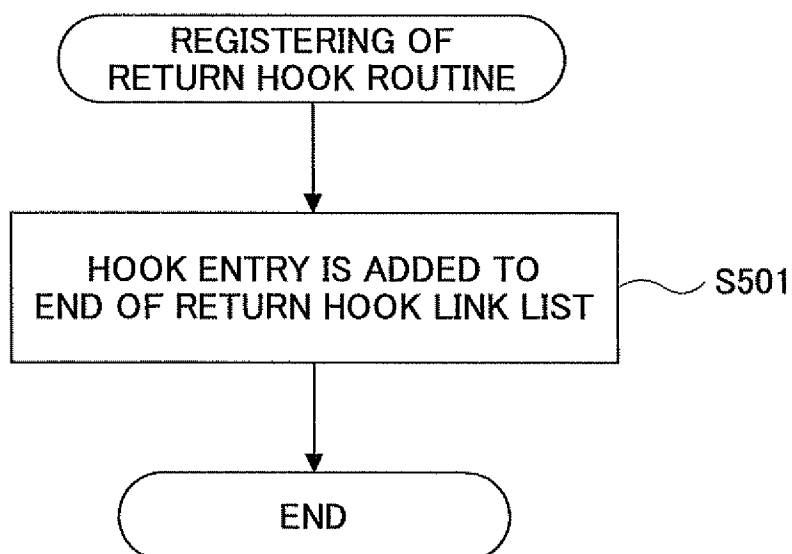 REGISTERING OF
RETURN HOOK ROUTINE
HOOK ENTRY IS ADDED TO
END OF RETURN HOOK LINK LIST
S501
END